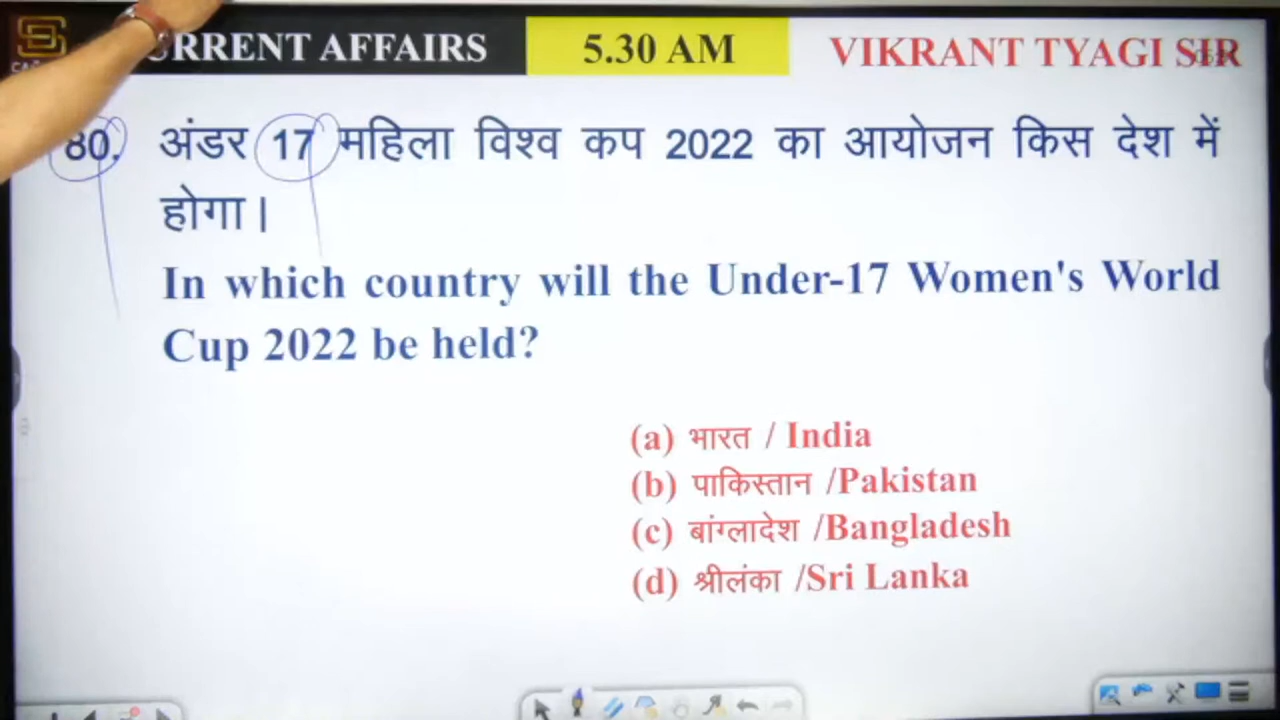 RRENT AFFAIRS 5.30 AM VIKRANT TYAGI SIR
80. अंडर 17 महिला विश्व कप 2022 का आयोजन किस देश में
होगा।
In which country will the Under-17 Women's World
Cup 2022 be held?
(a) भारत / India
(b) पाकिस्तान /Pakistan
(c) बांग्लादेश /Bangladesh
(d) श्रीलंका /Sri Lanka